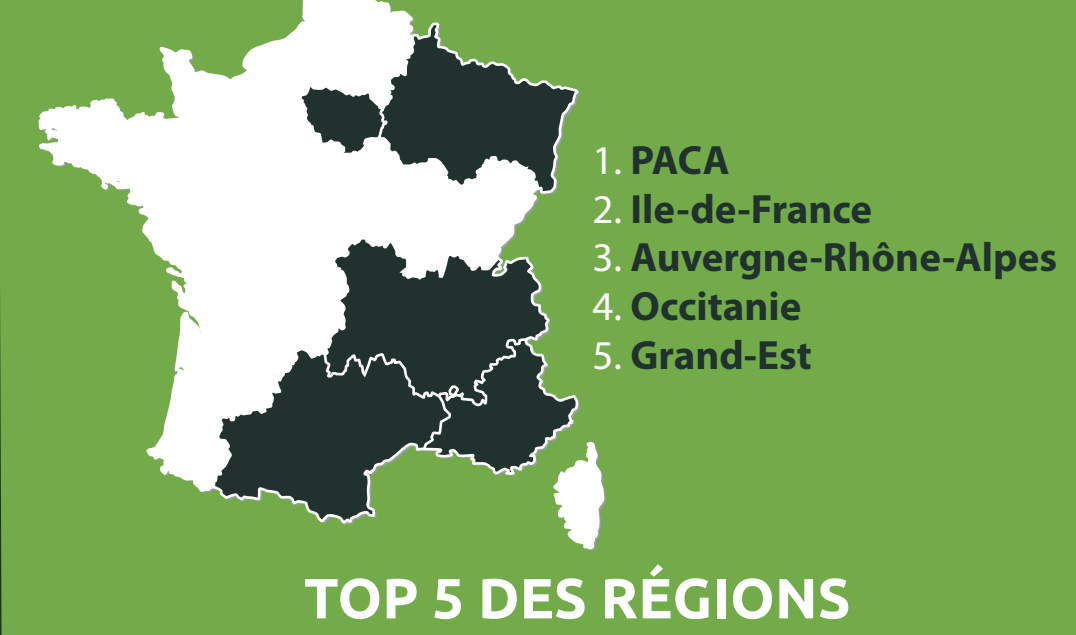 1. PACA
2. Ile-de-France
3. Auvergne-Rhône-Alpes
4. Occitanie
5. Grand-Est
TOP 5 DES RÉGIONS